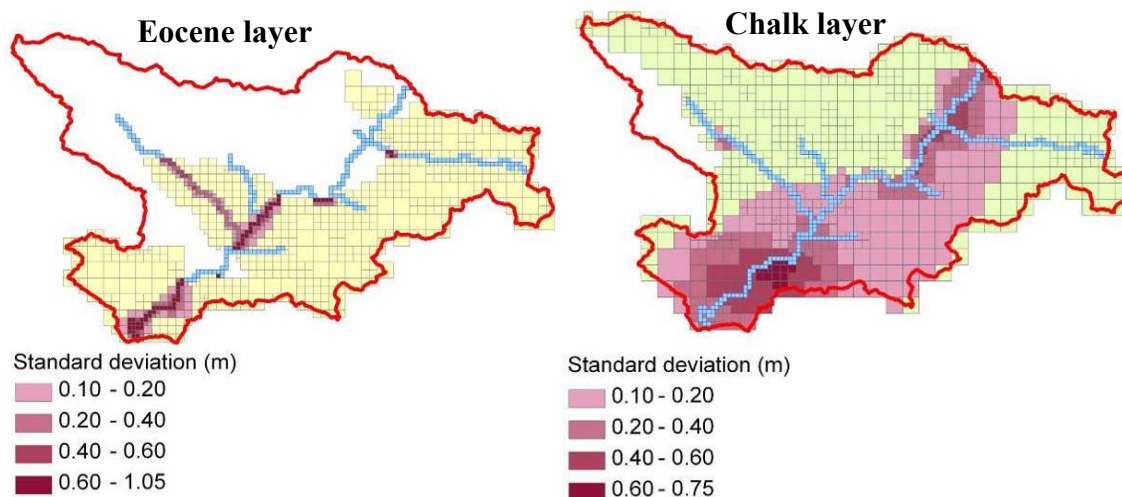 Eocene layer
Chalk layer
Standard deviation (m)
0.10 - 0.20
0.20 - 0.40
0.40 - 0.60
0.60 - 1.05
Standard deviation (m)
0.10 - 0.20
0.20 - 0.40
0.40 - 0.60
0.60 - 0.75